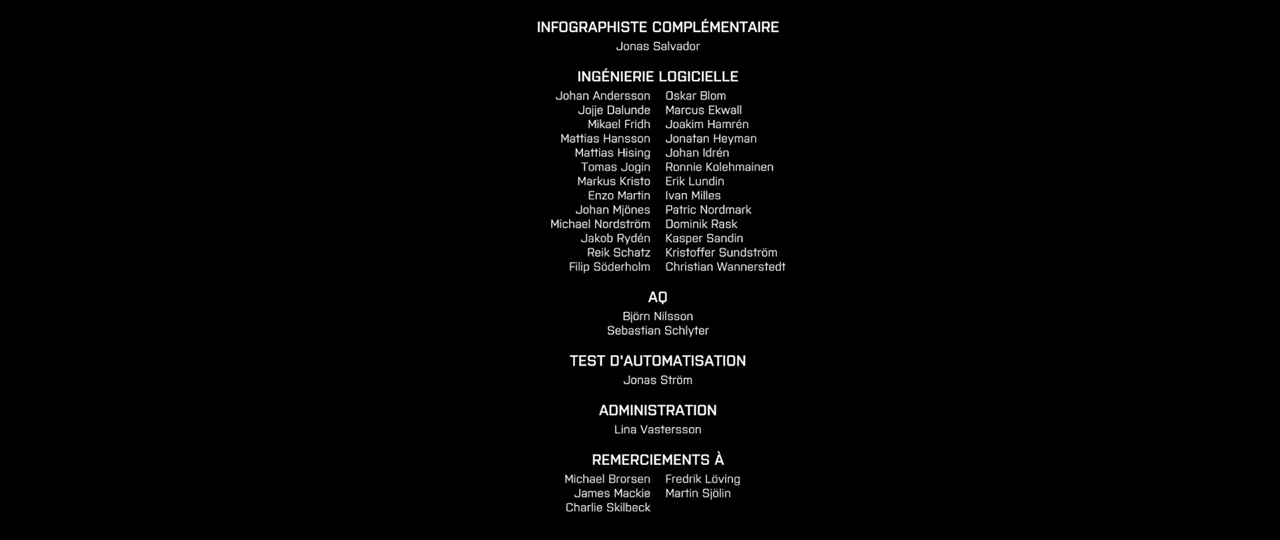 INFOGRAPHISTE COMPLÉMENTAIRE
Jonas Salvador
INGÉNIERIE LOGICIELLE
Johan Andersson Oskar Blom
Jojje Dalunde Marcus Ekwall
Mikael Fridh Joakim Hamrén
Mattias Hansson Jonatan Heyman
Mattias Hising Johan Idrén
Tomas Jogin Ronnie Kolehmainen
Markus Kristo Erik Lundin
Enzo Martin Ivan Milles
Johan Mjönes Patric Nordmark
Michael Nordström Dominik Rask
Jakob Rydén Kasper Sandin
Reik Schatz Kristoffer Sundström
Filip Söderholm Christian Wannerstedt
AQ
Björn Nilsson
Sebastian Schlyter
TEST D'AUTOMATISATION
Jonas Ström
ADMINISTRATION
Lina Vastersson
REMERCIEMENTS À
Michael Brorsen Fredrik Löving
James Mackie Martin Sjölin
Charlie Skilbeck